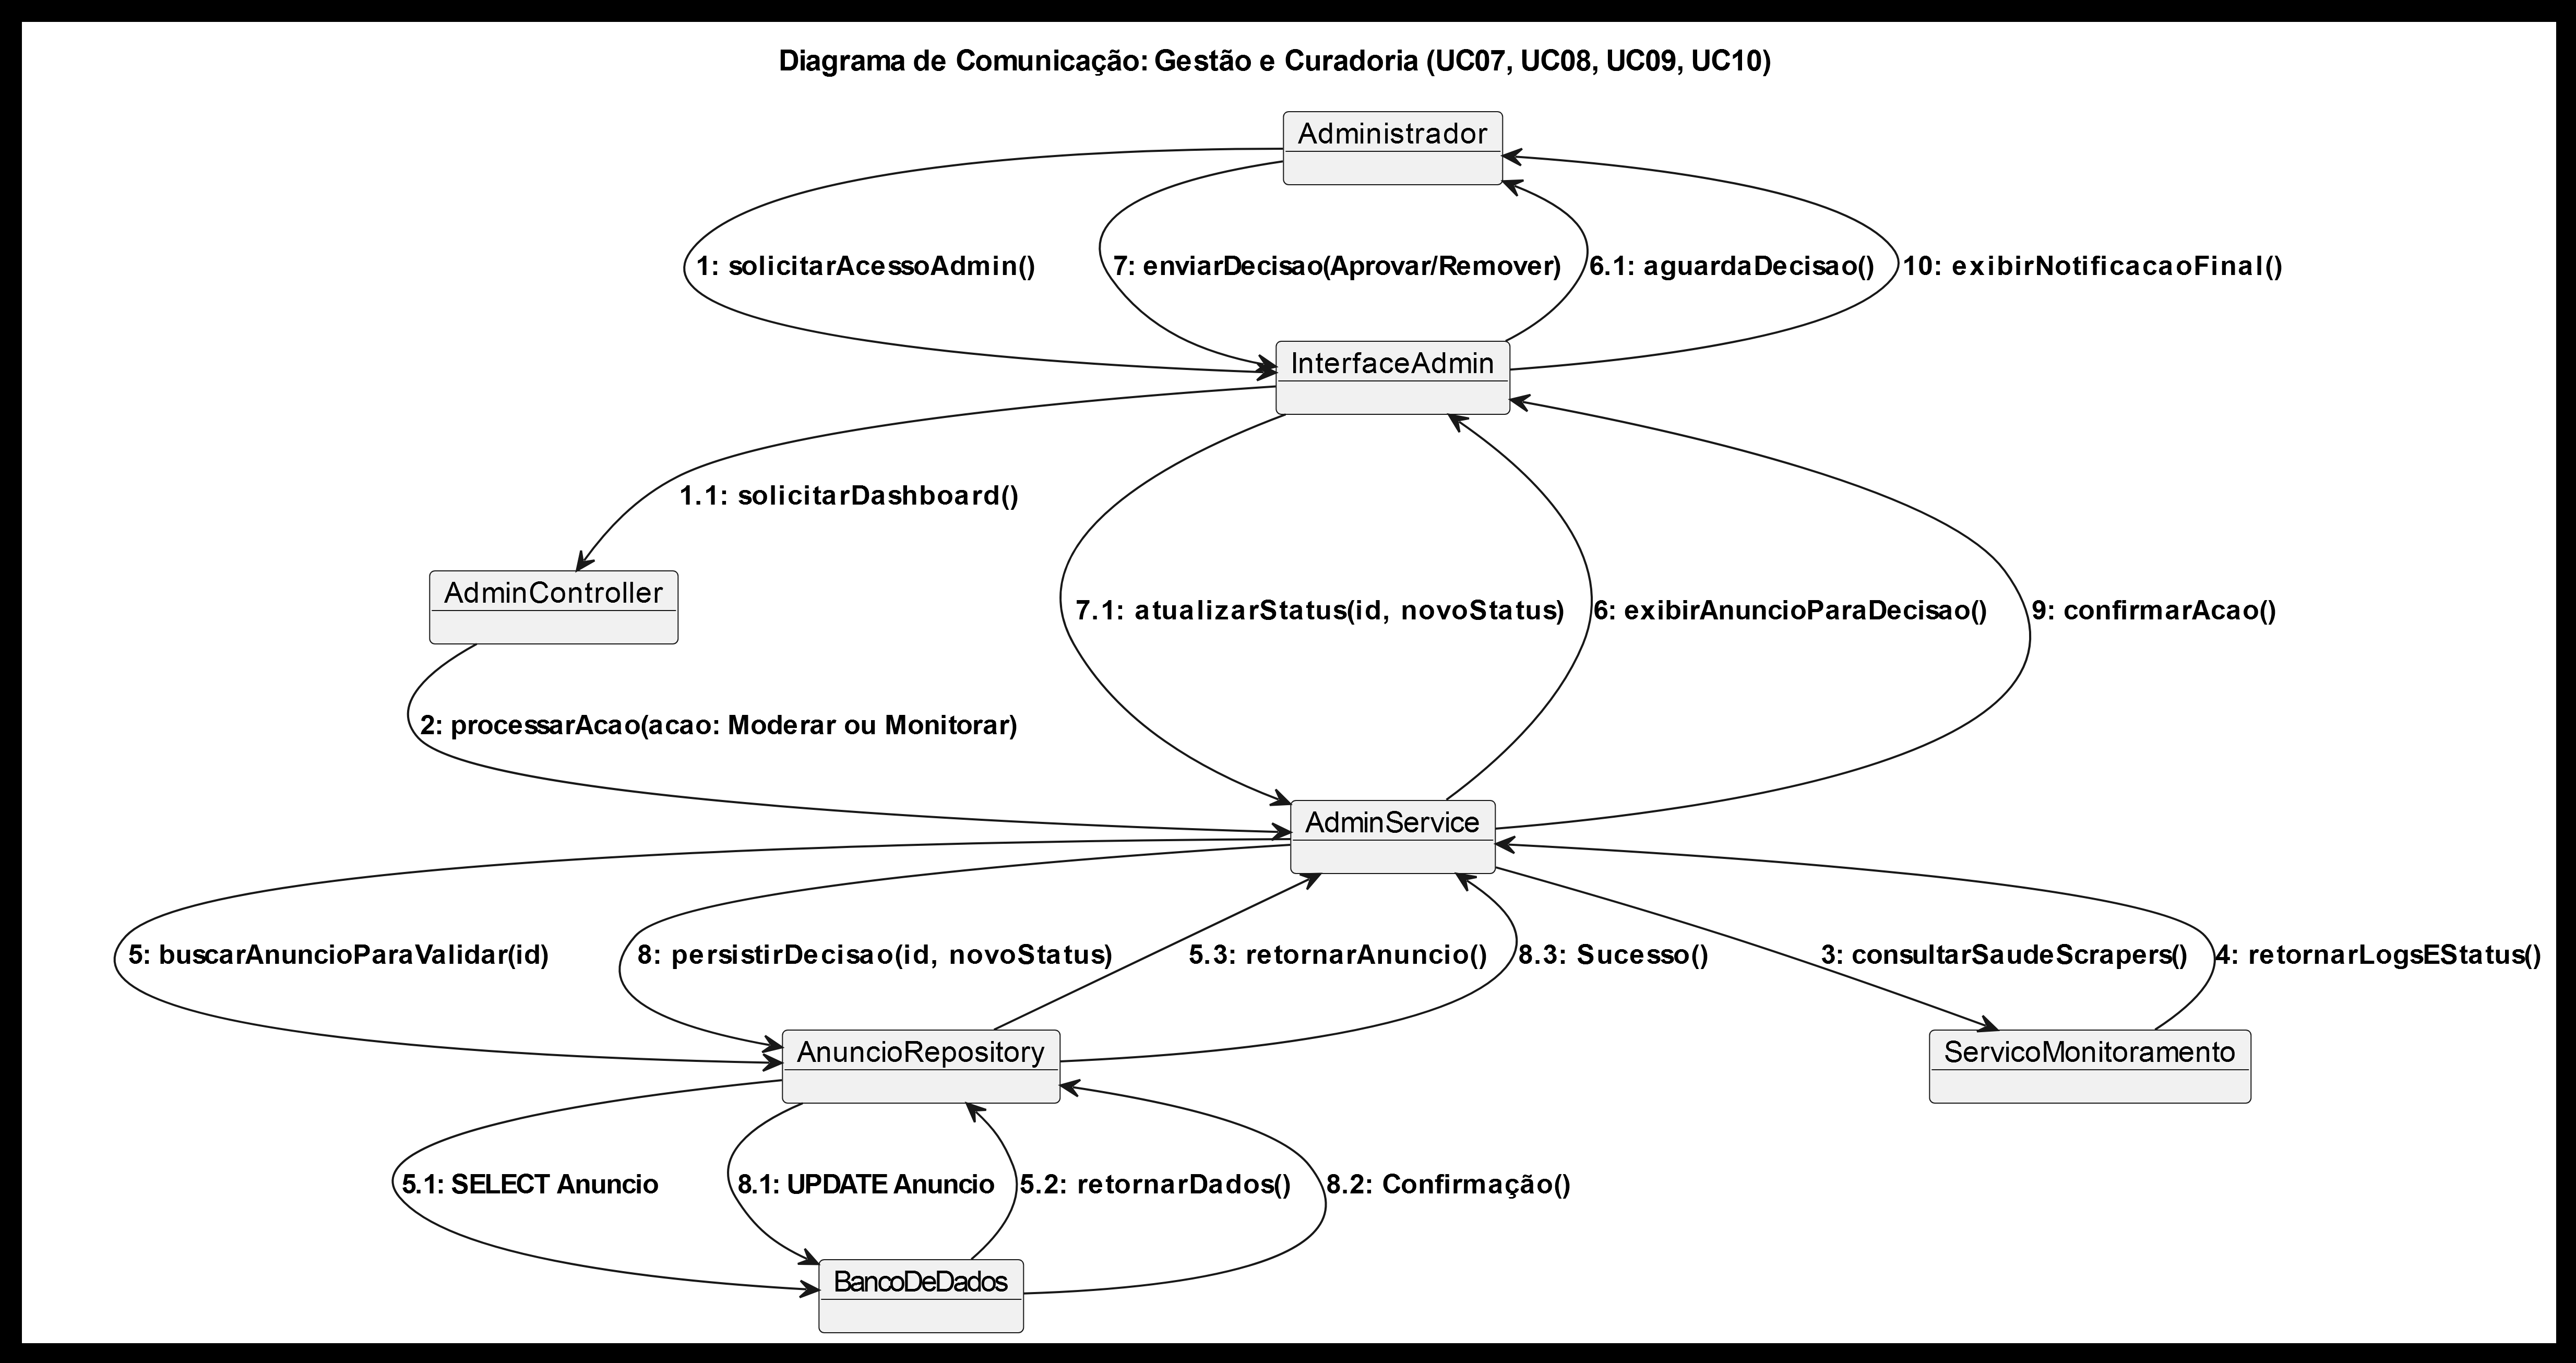 Diagrama de Comunicação: Gestão e Curadoria (UC07, UC08, UC09, UC10)
Administrador
1: solicitarAcessoAdmin()
7: enviarDecisao(Aprovar/Remover)
6.1: aguardaDecisao()
10: exibirNotificacaoFinal()
InterfaceAdmin
1.1: solicitarDashboard()
AdminController
7.1: atualizarStatus(id, novoStatus)
6: exibirAnuncioParaDecisao()
9: confirmarAcao()
2: processarAcao(acao: Moderar ou Monitorar)
AdminService
5: buscarAnuncioParaValidar(id)
8: persistirDecisao(id, novoStatus)
5.3: retornarAnuncio()
8.3: Sucesso()
3: consultarSaudeScrapers()
4: retornarLogsEStatus()
AnuncioRepository
ServicoMonitoramento
5.1: SELECT Anuncio
8.1: UPDATE Anuncio
5.2: retornarDados()
8.2: Confirmação()
BancoDeDados